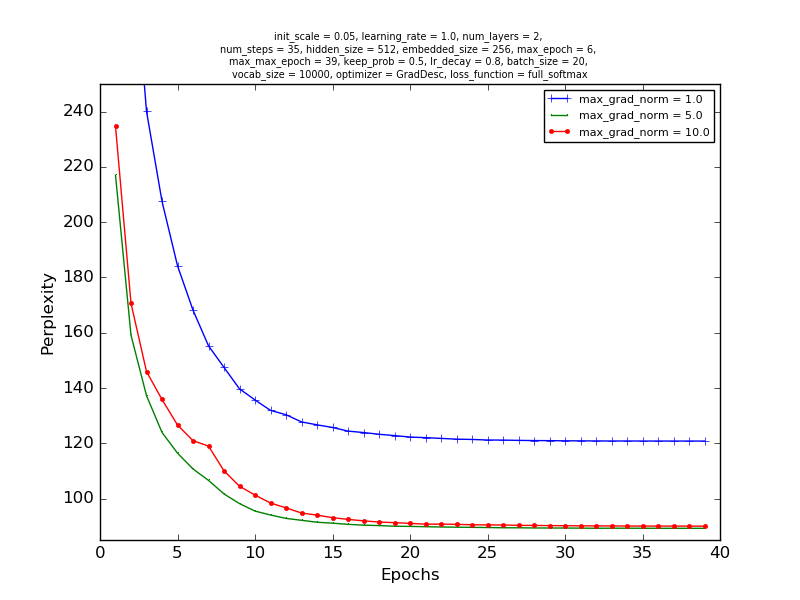 init_scale = 0.05, learning_rate = 1.0, num_layers = 2,
num_steps = 35, hidden_size = 512, embedded_size = 256, max_epoch = 6,
max_max_epoch = 39, keep_prob = 0.5, lr_decay = 0.8, batch_size = 20,
vocab_size = 10000, optimizer = GradDesc, loss_function = full_softmax
max_grad_norm = 1.0
max_grad_norm = 5.0
max_grad_norm = 10.0
240
220
200
180
160
140
120
100
Perplexity
0 5 10 15 20 25 30 35 40
Epochs